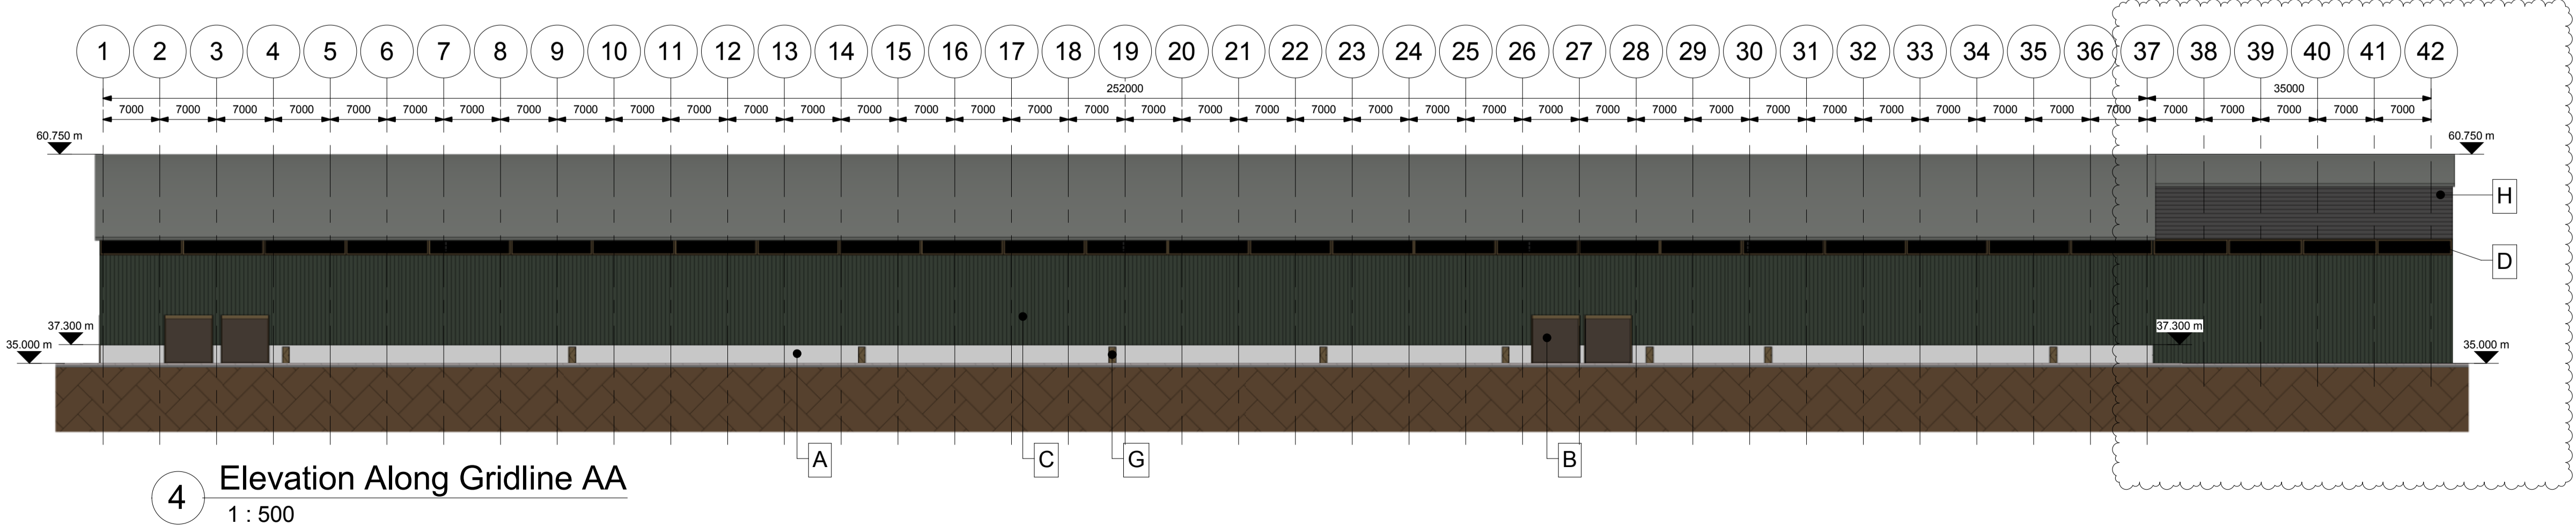 1 2 3 4 5 6 7 8 9 10 11 12 13 14 15 16 17 18 19 20 21 22 23 24 25 26 27 28 29 30 31 32 33 34 35 36 37 38 39 40 41 42
252000 35000
7000 7000 7000 7000 7000 7000 7000 7000 7000 7000 7000 7000 7000 7000 7000 7000 7000 7000 7000 7000 7000 7000 7000 7000 7000 7000 7000 7000 7000 7000 7000 7000 7000 7000 7000 7000 7000 7000 7000 7000 7000
60.750 m 60.750 m
H
D
37.300 m 37.300 m
35.000 m 35.000 m
A C G B
4 Elevation Along Gridline AA
1 : 500